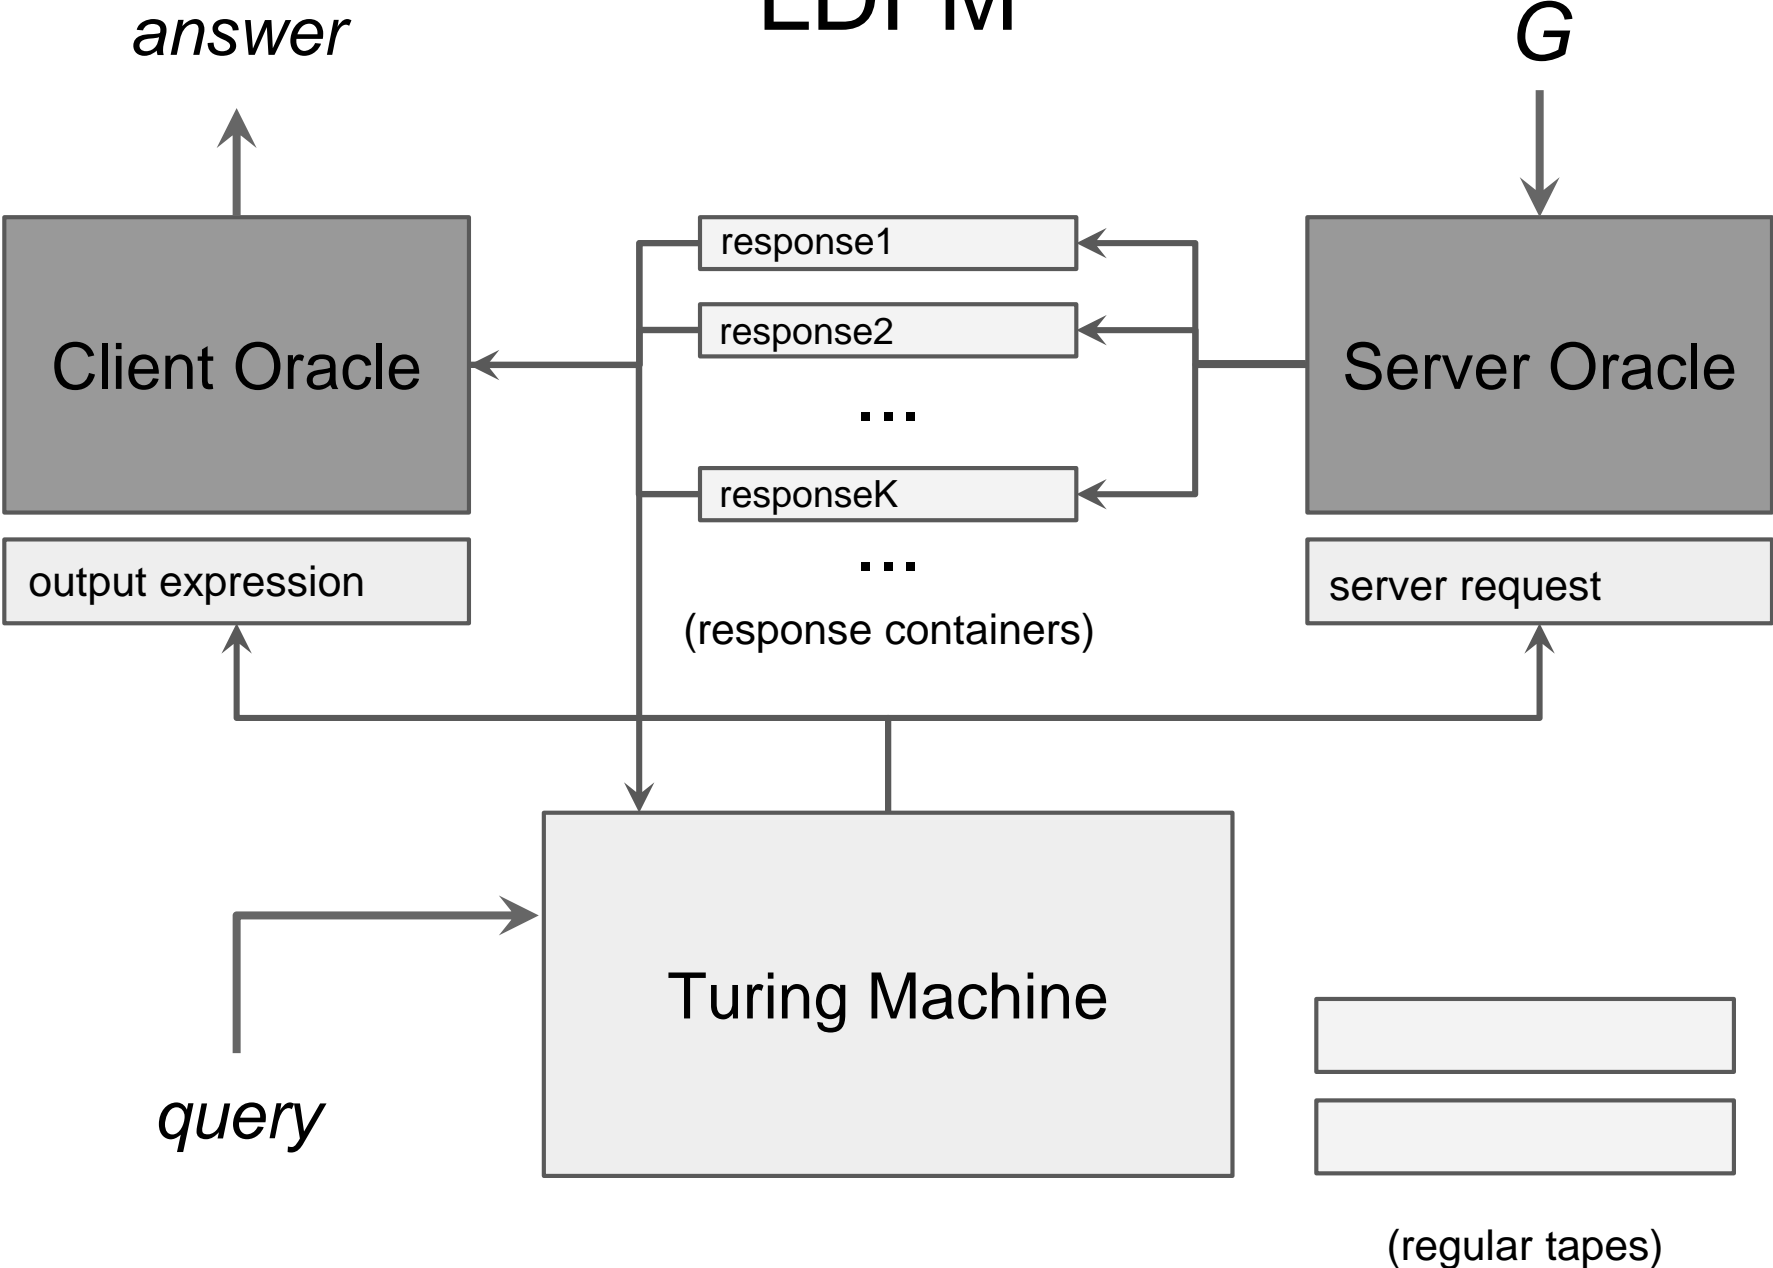 LDFM
answer
G
response1
response2
...
responseK
...
(response containers)
Client Oracle
Server Oracle
output expression
server request
query
Turing Machine
(regular tapes)